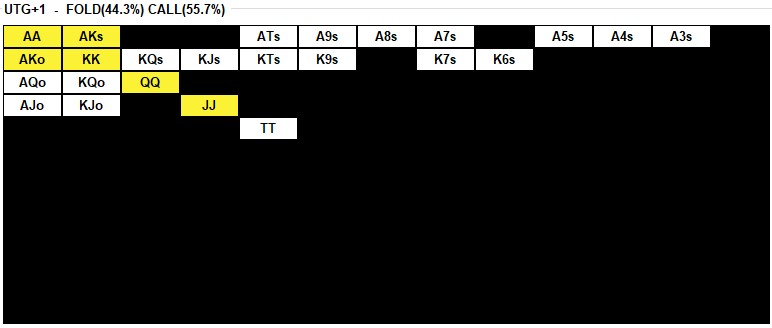 UTG+1 - FOLD(44.3%) CALL(55.7%)
AA AKs ATs A9s A8s A7s A5s A4s A3s
AKo KK KQs KJs KTs K9s K7s K6s
AQo KQo QQ
AJo KJo JJ
TT